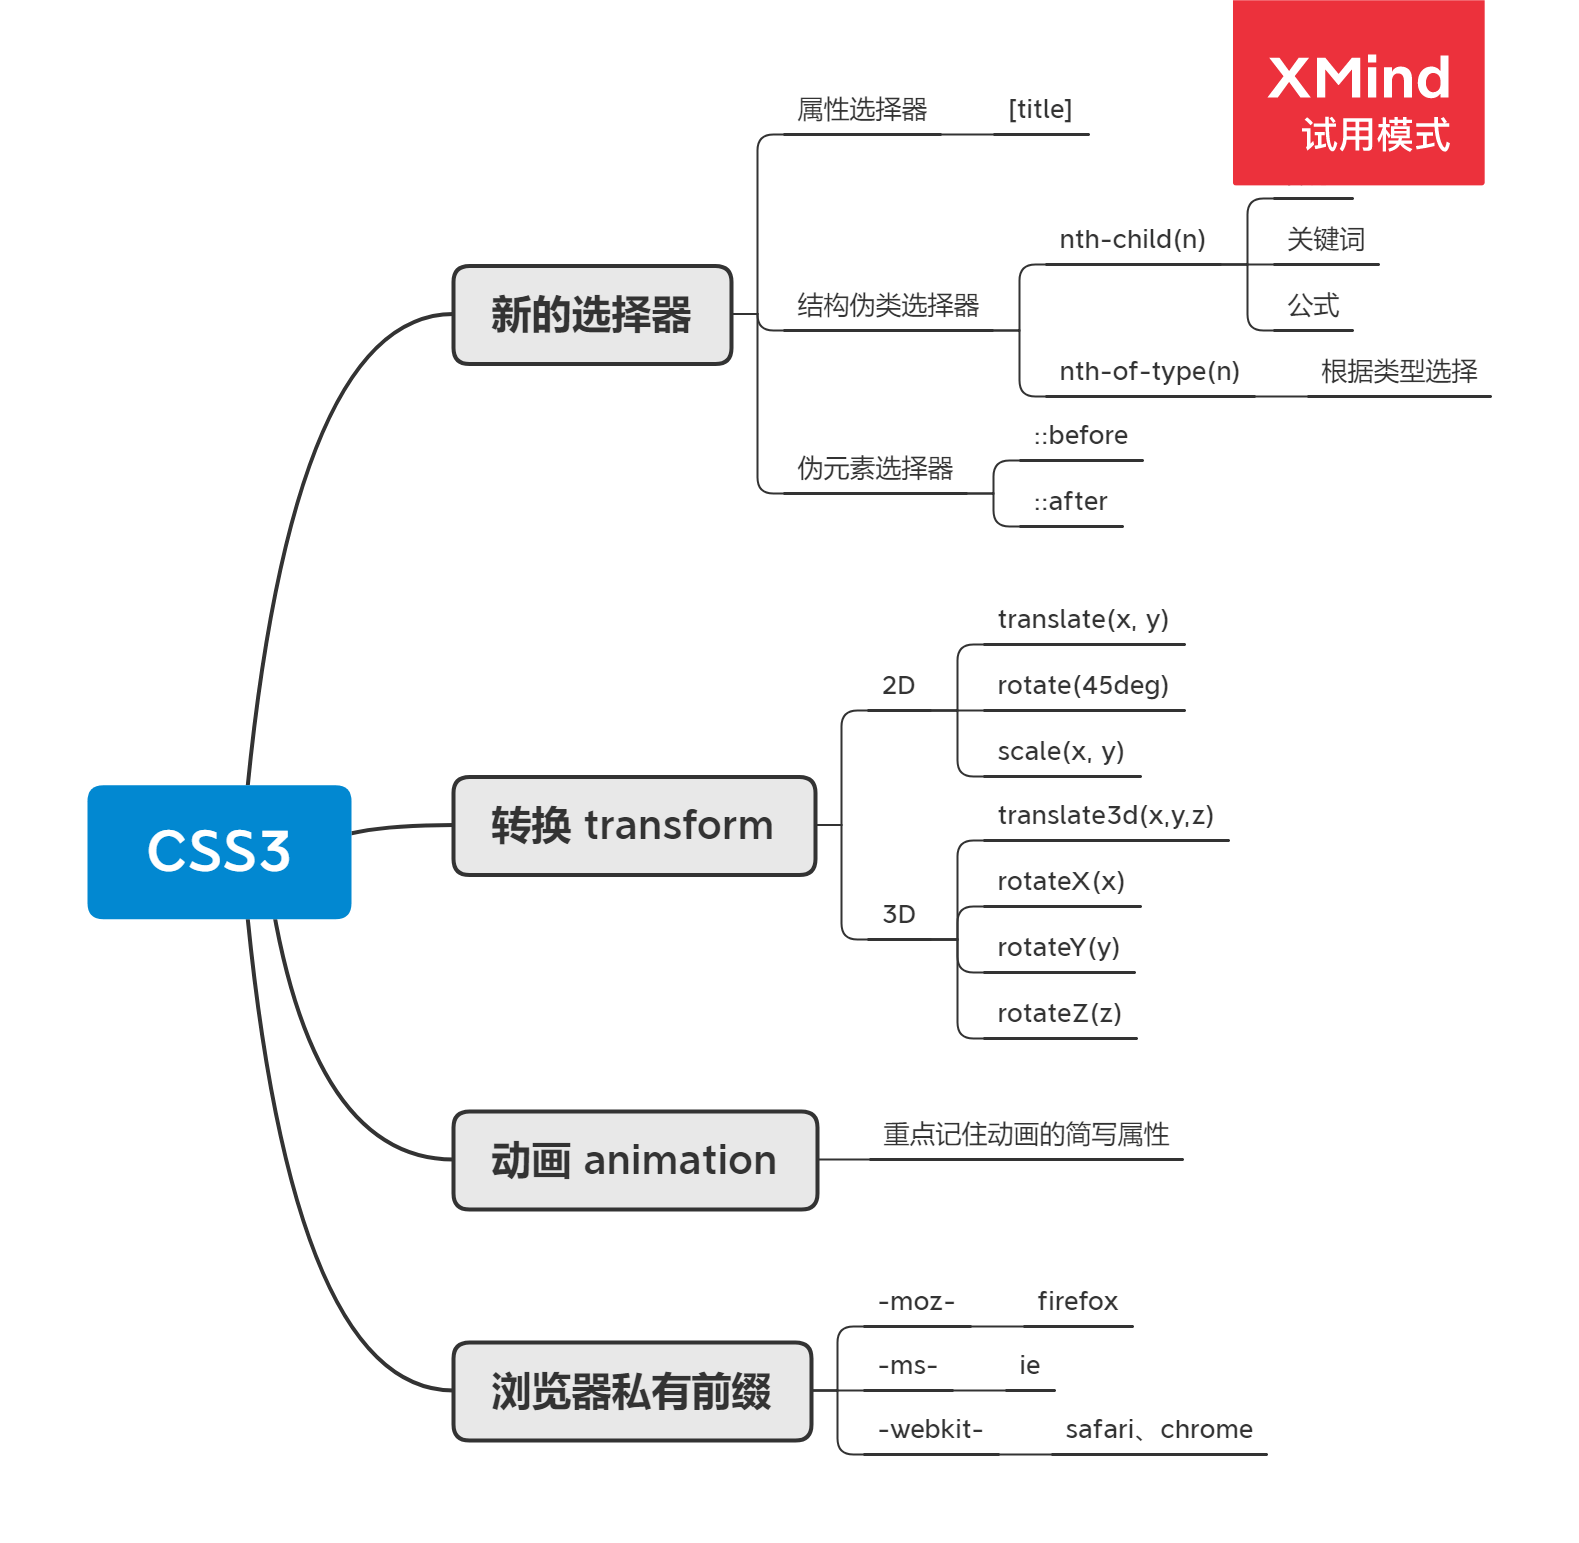 XMind
试用模式
属性选择器 [title]
nth-child(n)
关键词
公式
新的选择器
结构伪类选择器
nth-of-type(n) 根据类型选择
伪元素选择器
::before
::after
translate(x, y)
2D
rotate(45deg)
scale(x, y)
转换 transform
translate3d(x,y,z)
rotateX(x)
3D
rotateY(y)
rotateZ(z)
CSS3
动画 animation
重点记住动画的简写属性
-moz- firefox
浏览器私有前缀
-ms- ie
-webkit- safari、chrome